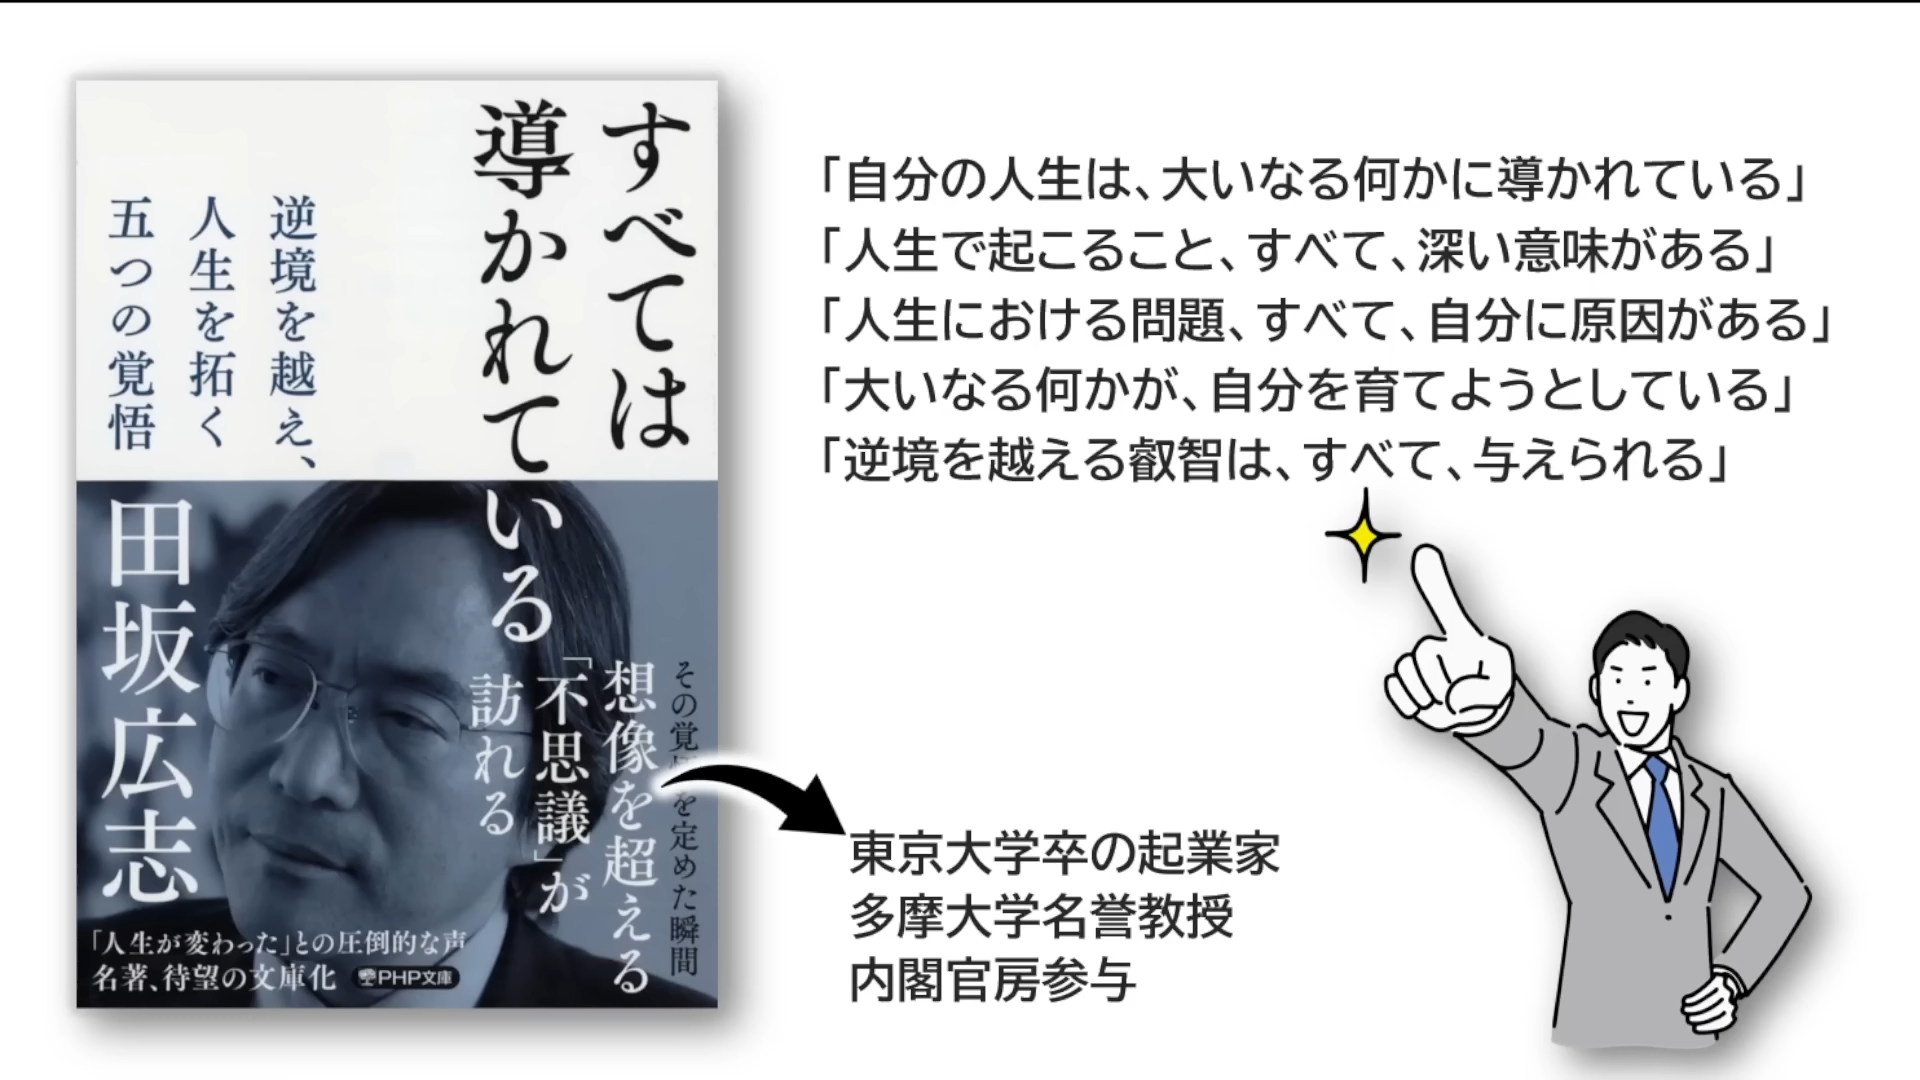 すべては
導かれている
逆境を越え、
人生を拓く
五つの覚悟
田坂広志
その覚 を定めた瞬間
想像を超える
「不思議」が
訪れる
「人生が変わった」との圧倒的な声
名著、待望の文庫化 PHP文庫
「自分の人生は、大いなる何かに導かれている」
「人生で起こること、すべて、深い意味がある」
「人生における問題、すべて、自分に原因がある」
「大いなる何かが、自分を育てようとしている」
「逆境を越える叡智は、すべて、与えられる」
東京大学卒の起業家
多摩大学名誉教授
内閣官房参与